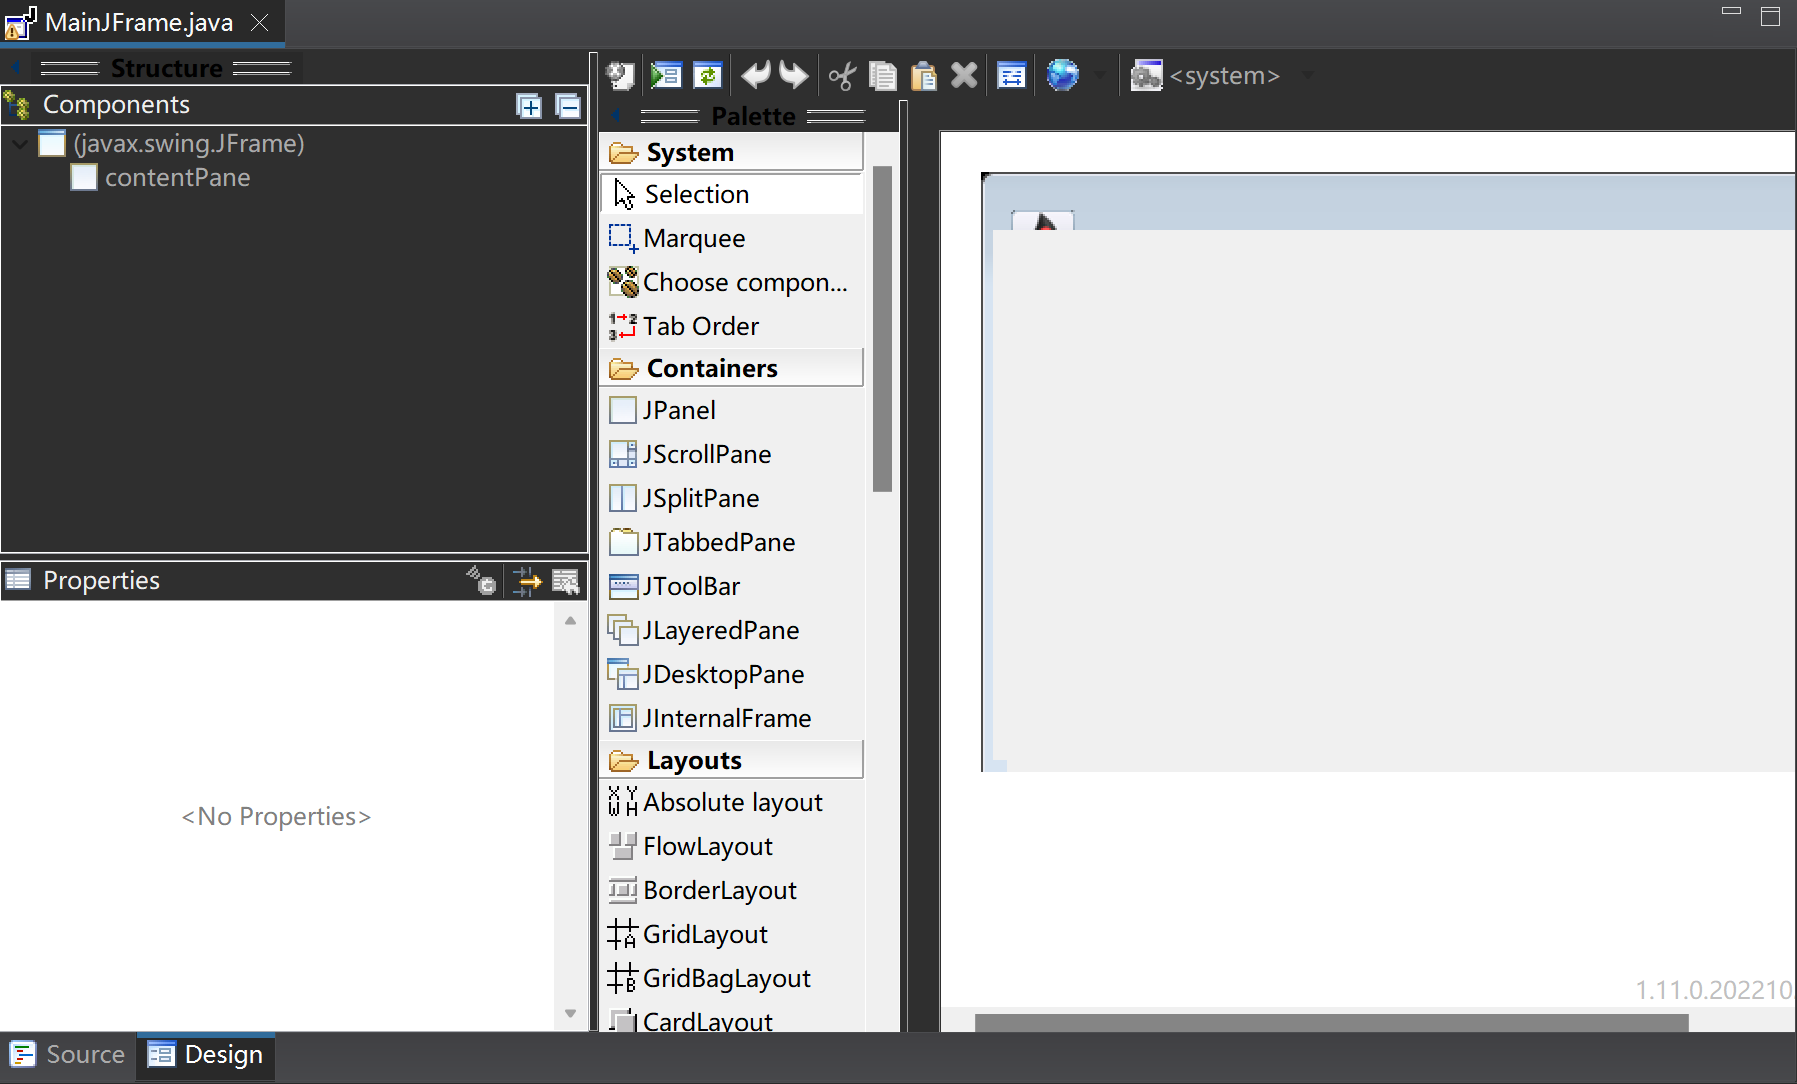 MainJFrame.java
Structure
Components
(javax.swing.JFrame)
contentPane
Properties
<No Properties>
<system>
Palette
System
Selection
Marquee
Choose compon...
Tab Order
Containers
JPanel
JScrollPane
JSplitPane
JTabbedPane
JToolBar
JLayeredPane
JDesktopPane
JInternalFrame
Layouts
Absolute layout
FlowLayout
BorderLayout
GridLayout
GridBagLayout
CardLayout
1.11.0.202210
Source
Design